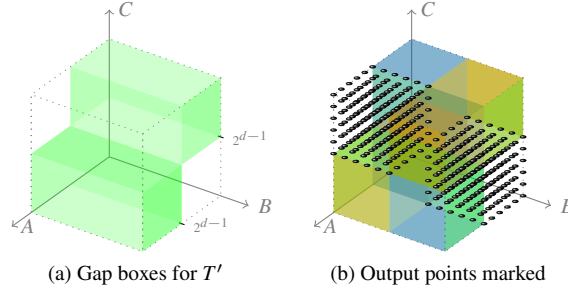 C
C
2^{d−1}
B
B
A
2^{d−1}
A
(a) Gap boxes for T′
(b) Output points marked